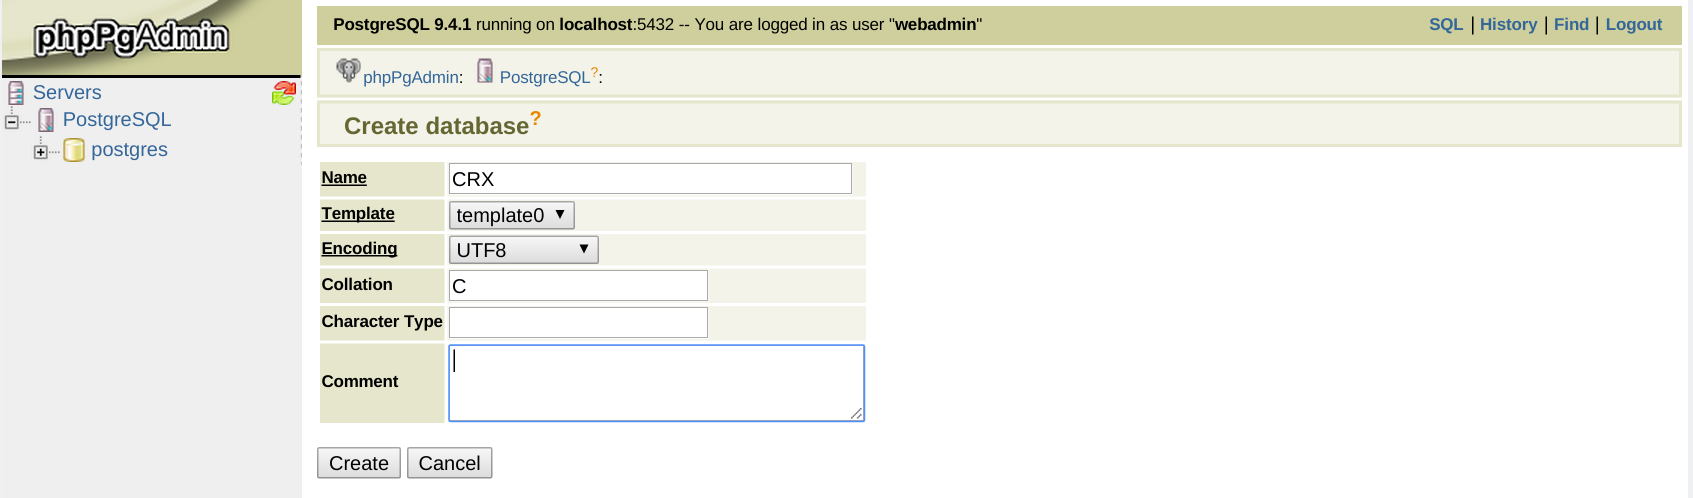 phpPgAdmin
Servers
PostgreSQL
postgres
PostgreSQL 9.4.1 running on localhost:5432 -- You are logged in as user "webadmin"
SQL | History | Find | Logout
phpPgAdmin: PostgreSQL?:
Create database?
Name CRX
Template template0
Encoding UTF8
Collation C
Character Type
Comment
Create Cancel